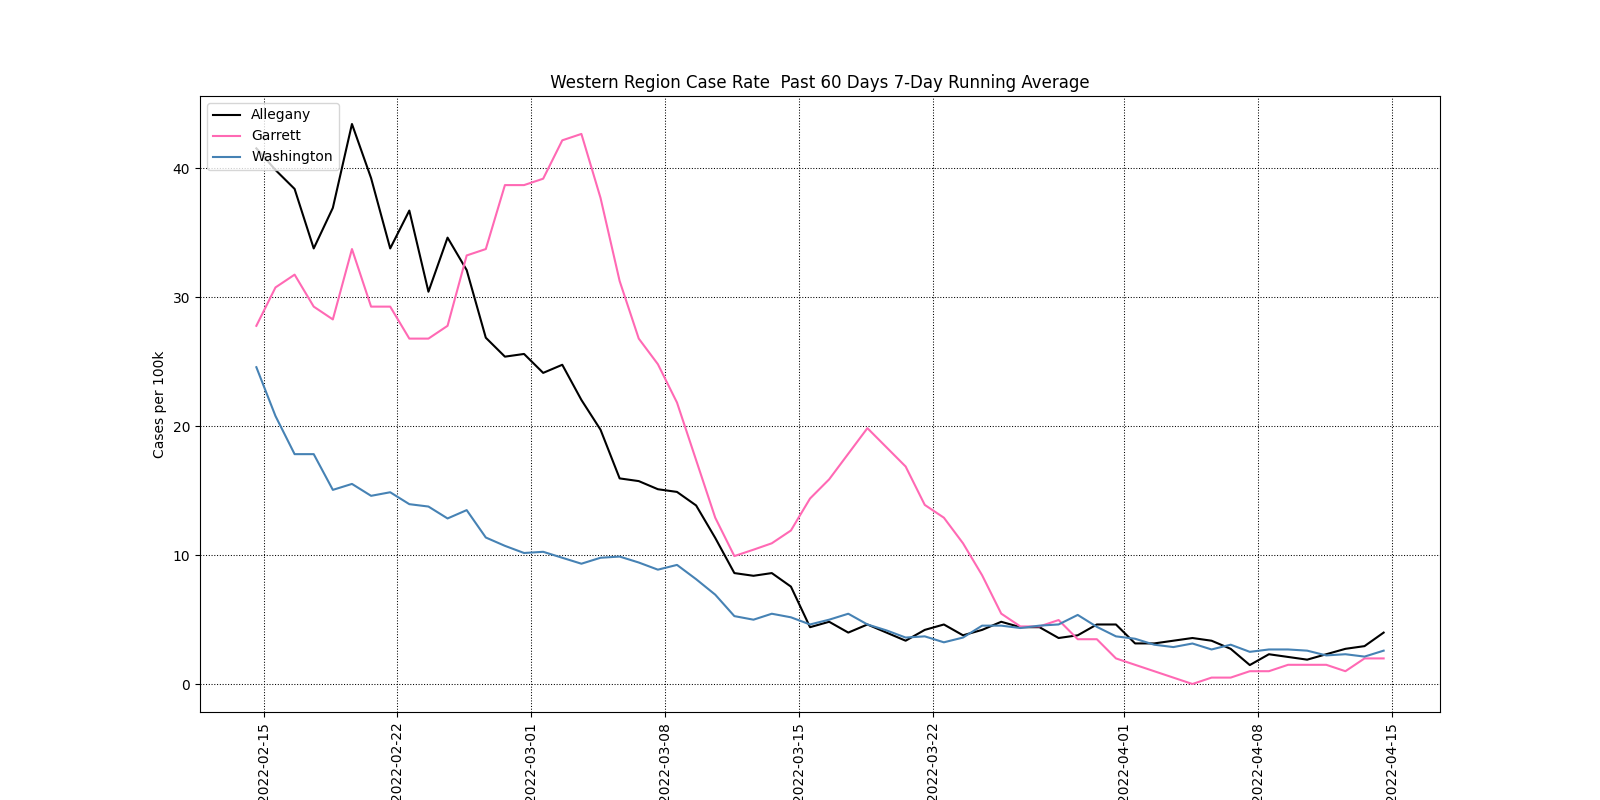 Western Region Case Rate  Past 60 Days 7-Day Running Average
Allegany
Garrett
Washington
Cases per 100k
40
30
20
10
0
2022-02-15
2022-02-22
2022-03-01
2022-03-08
2022-03-15
2022-03-22
2022-04-01
2022-04-08
2022-04-15